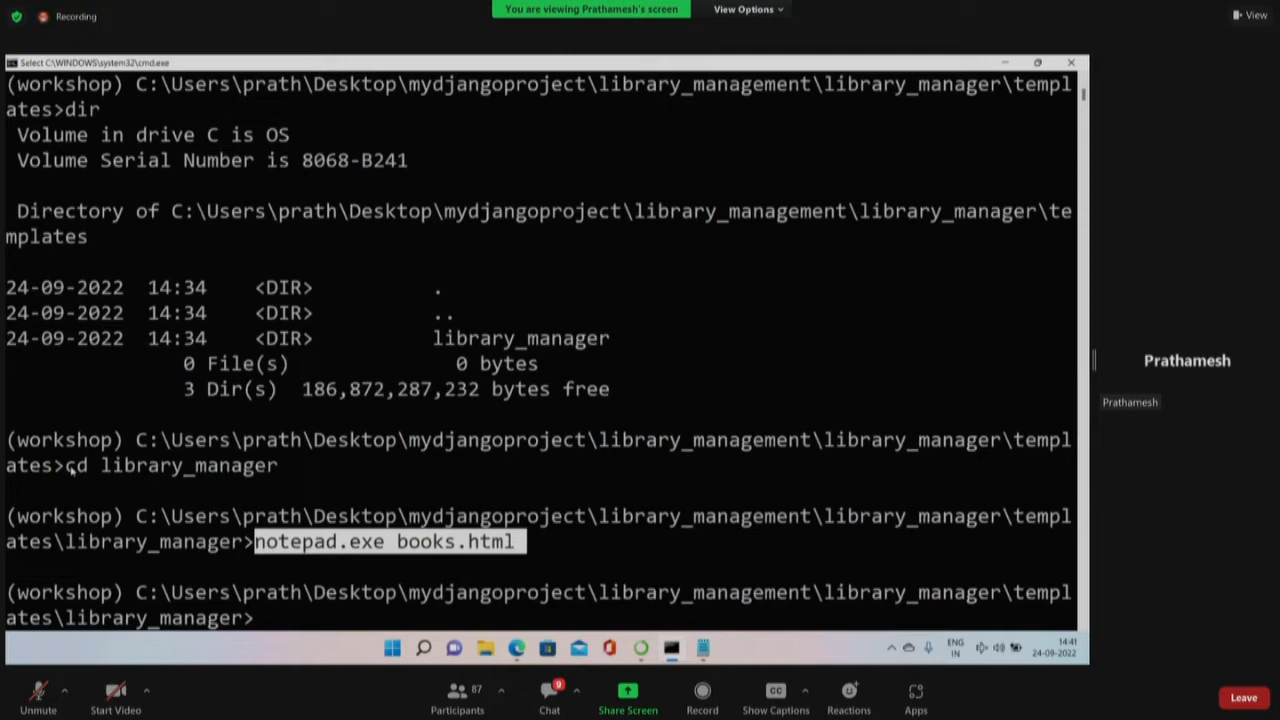 Recording
You are viewing Prathamesh's screen
View Options
View
Select C:\WINDOWS\system32\cmd.exe
(workshop) C:\Users\prath\Desktop\mydjangoproject\library_management\library_manager\templ
ates>dir
Volume in drive C is OS
Volume Serial Number is 8068-B241
Directory of C:\Users\prath\Desktop\mydjangoproject\library_management\library_manager\te
mplates
24-09-2022 14:34 <DIR> .
24-09-2022 14:34 <DIR> ..
24-09-2022 14:34 <DIR> library_manager
0 File(s) 0 bytes
3 Dir(s) 186,872,287,232 bytes free
(workshop) C:\Users\prath\Desktop\mydjangoproject\library_management\library_manager\templ
ates>cd library_manager
(workshop) C:\Users\prath\Desktop\mydjangoproject\library_management\library_manager\templ
ates\library_manager>notepad.exe books.html
(workshop) C:\Users\prath\Desktop\mydjangoproject\library_management\library_manager\templ
ates\library_manager>
Prathamesh
Prathamesh
ENG
IN
14:41
24-09-2022
Unmute
Start Video
Participants 87
Chat 9
Share Screen
Record
CC
Show Captions
Reactions
Apps
Leave